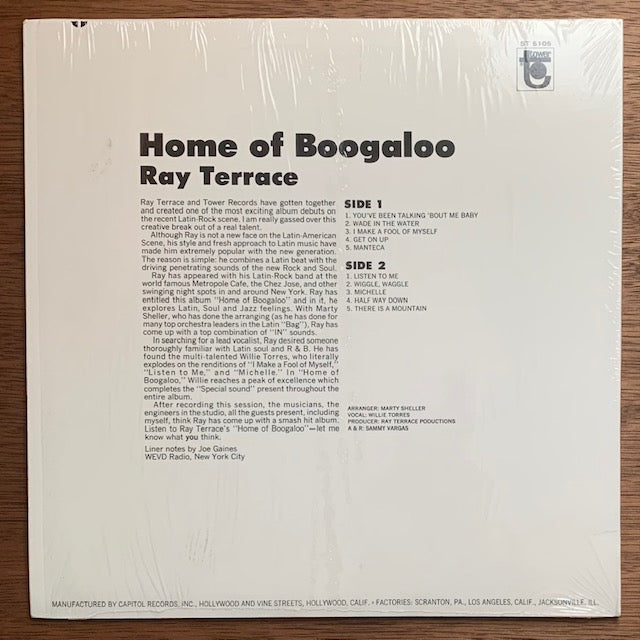 ST 5105
tower
Home of Boogaloo
Ray Terrace
Ray Terrace and Tower Records have gotten together
and created one of the most exciting album debuts on
the recent Latin-Rock scene. I am really gassed over this
creative break out of a real talent.
Although Ray is not a new face on the Latin-American
Scene, his style and fresh approach to Latin music have
made him extremely popular with the new generation.
The reason is simple: he combines a Latin beat with the
driving penetrating sounds of the new Rock and Soul.
Ray has appeared with his Latin-Rock band at the
world famous Metropole Cafe, the Chez Jose, and other
swinging night spots in and around New York. Ray has
entitled this album "Home of Boogaloo" and in it, he
explores Latin, Soul and Jazz feelings. With Marty
Sheller, who has done the arranging (as he has done for
many top orchestra leaders in the Latin "Bag"), Ray has
come up with a top combination of "IN" sounds.
In searching for a lead vocalist, Ray desired someone
thoroughly familiar with Latin soul and R & B. He has
found the multi-talented Willie Torres, who literally
explodes on the renditions of "I Make a Fool of Myself,"
"Listen to Me," and "Michelle." In "Home of
Boogaloo," Willie reaches a peak of excellence which
completes the "Special sound" present throughout the
entire album.
After recording this session, the musicians, the
engineers in the studio, all the guests present, including
myself, think Ray has come up with a smash hit album.
Listen to Ray Terrace's "Home of Boogaloo"—let me
know what you think.
Liner notes by Joe Gaines
WEVD Radio, New York City
SIDE 1
1. YOU'VE BEEN TALKING 'BOUT ME BABY
2. WADE IN THE WATER
3. I MAKE A FOOL OF MYSELF
4. GET ON UP
5. MANTECA
SIDE 2
1. LISTEN TO ME
2. WIGGLE, WAGGLE
3. MICHELLE
4. HALF WAY DOWN
5. THERE IS A MOUNTAIN
ARRANGER: MARTY SHELLER
VOCAL: WILLIE TORRES
PRODUCER: RAY TERRACE PODUCTIONS
A & R: SAMMY VARGAS
MANUFACTURED BY CAPITOL RECORDS, INC., HOLLYWOOD AND VINE STREETS, HOLLYWOOD, CALIF. • FACTORIES: SCRANTON, PA., LOS ANGELES, CALIF., JACKSONVILLE, ILL.